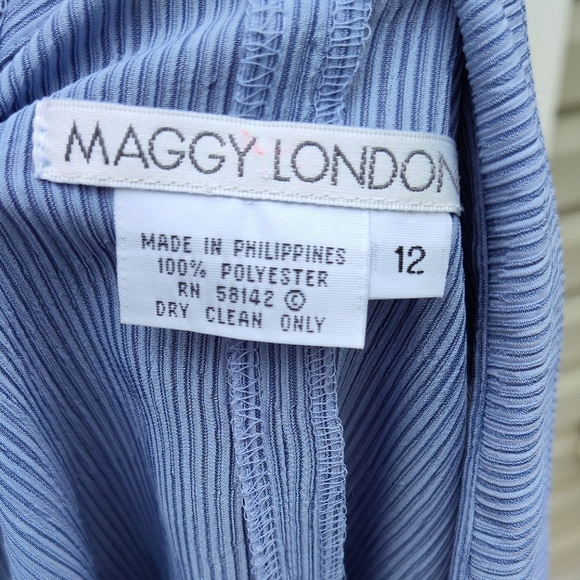 MAGGY LONDON
MADE IN PHILIPPINES
100% POLYESTER
RN 58142 ©
DRY CLEAN ONLY
12